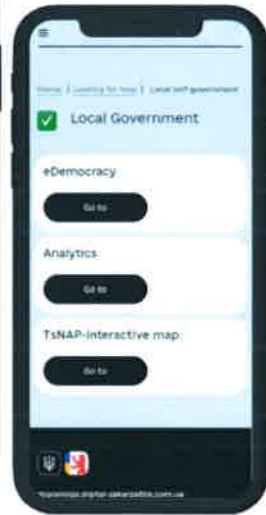 Home | Looking for help | Local self-government
Local Government
eDemocracy
Go to
Analytics
Go to
TsNAP-interactive map
Go to